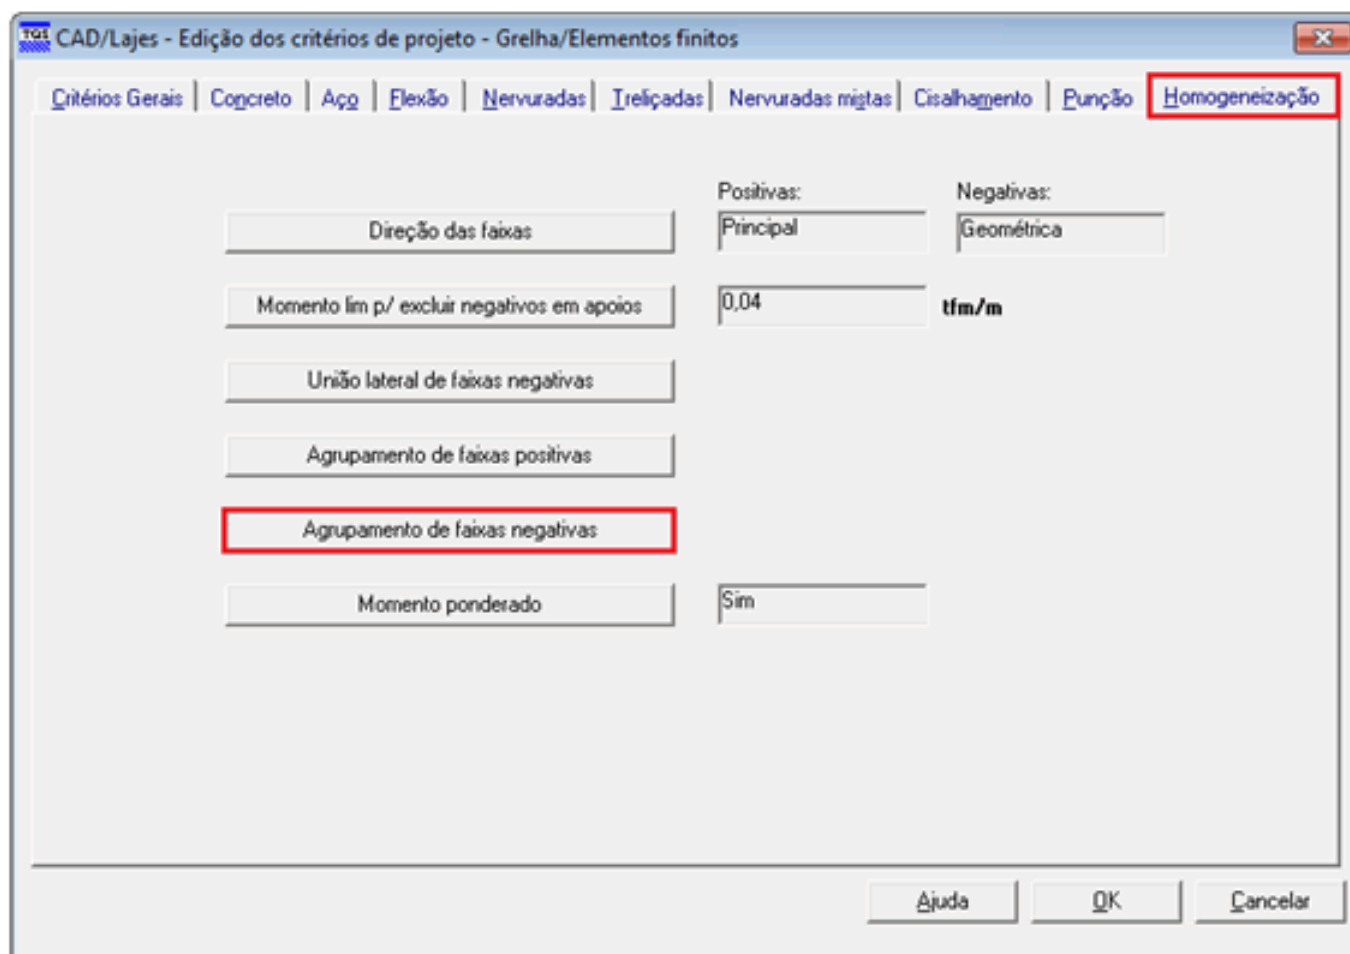 TQS CAD/Lajes - Edição dos critérios de projeto - Grelha/Elementos finitos
Critérios Gerais Concreto Aço Flexão Nervuradas Treliçadas Nervuradas mistas Cisalhamento Punção Homogeneização
Positivas: Negativas:
Direção das faixas Principal Geométrica
Momento lim p/ excluir negativos em apoios 0,04 tfm/m
União lateral de faixas negativas
Agrupamento de faixas positivas
Agrupamento de faixas negativas
Momento ponderado Sim
Ajuda OK Cancelar